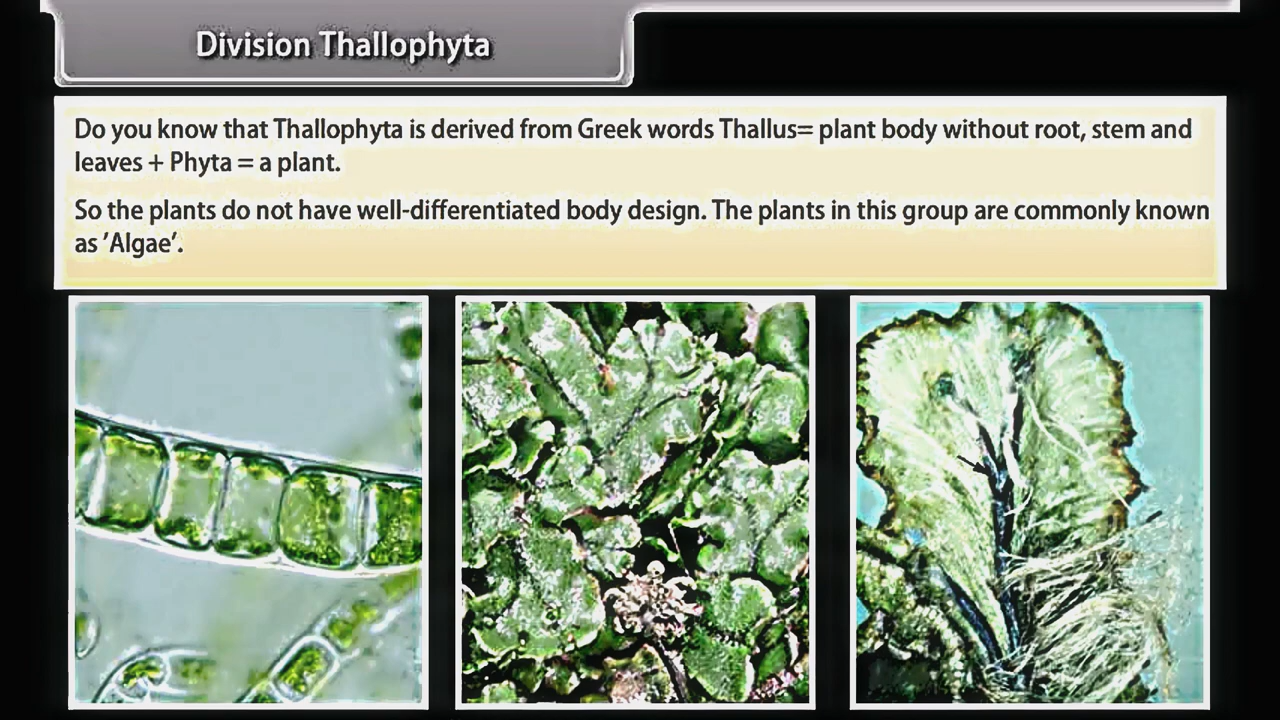 Division Thallophyta
Do you know that Thallophyta is derived from Greek words Thallus= plant body without root, stem and
leaves + Phyta = a plant.
So the plants do not have well-differentiated body design. The plants in this group are commonly known
as 'Algae'.